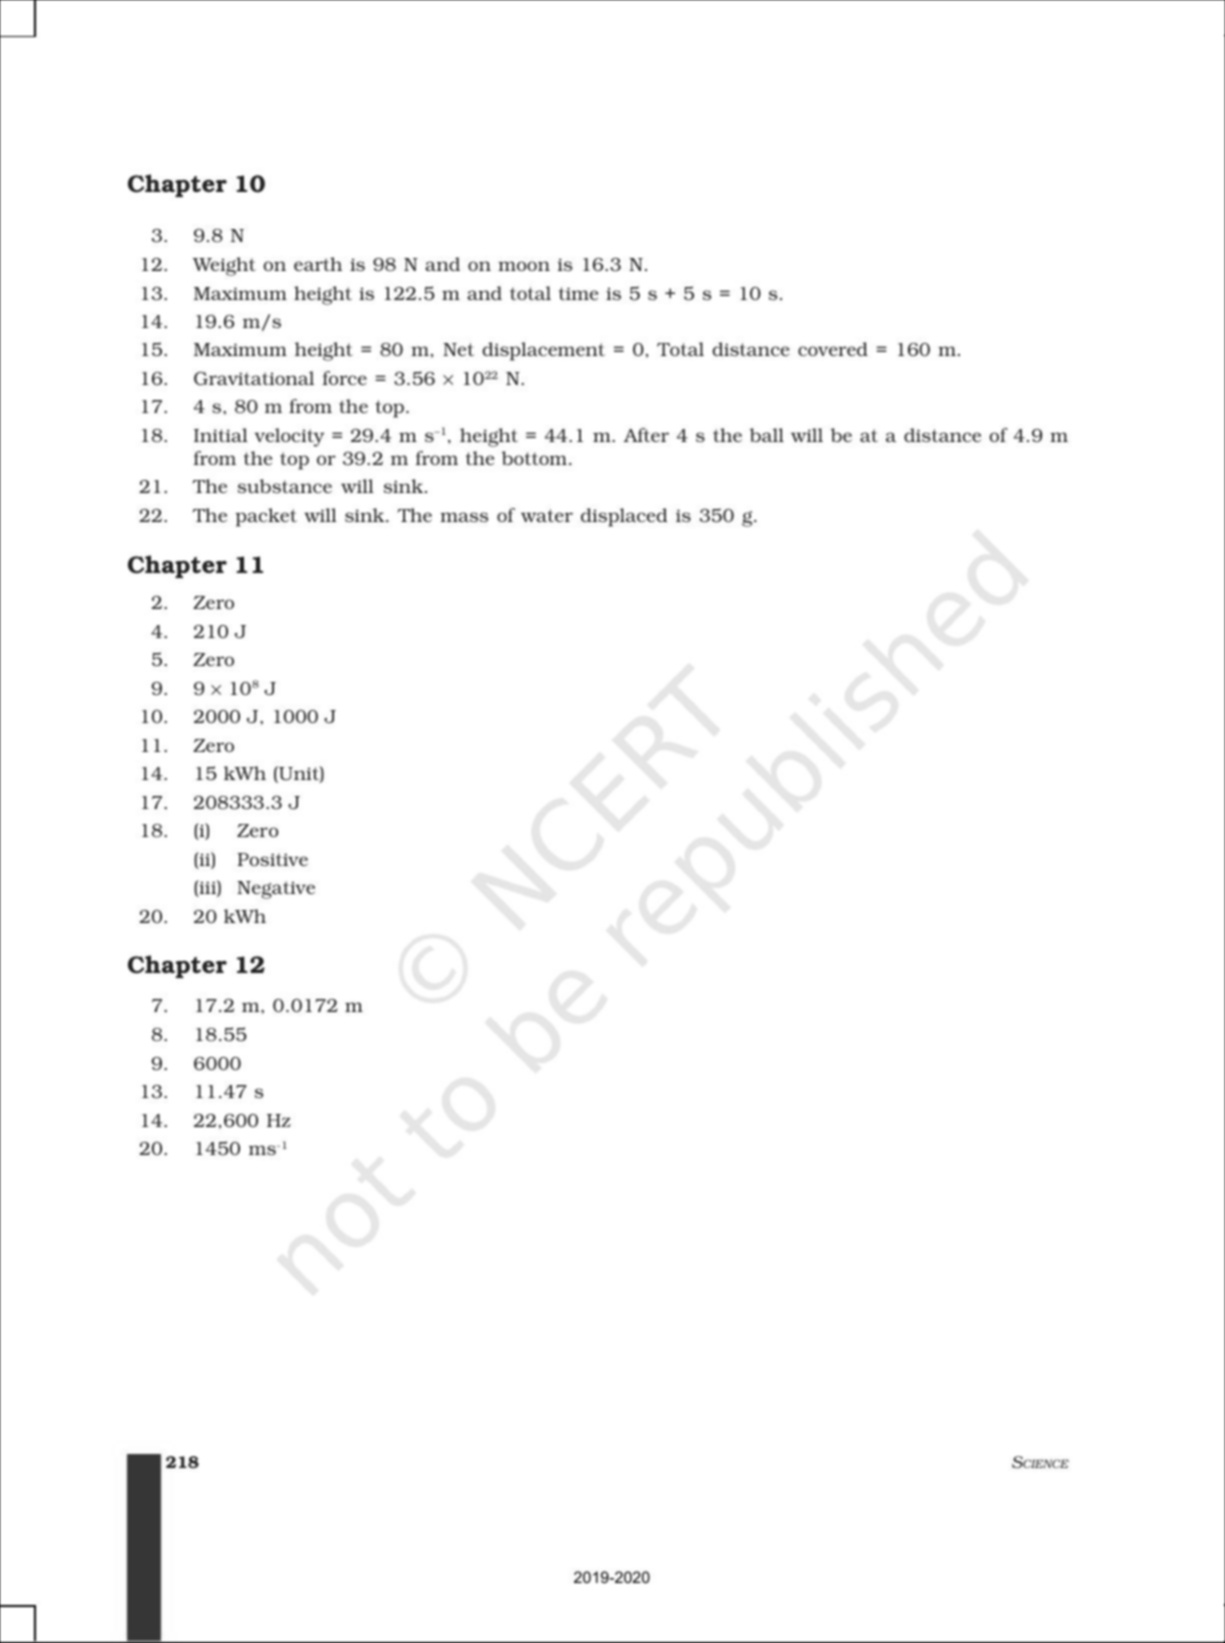 Chapter 10
3. 9.8 N
12. Weight on earth is 98 N and on moon is 16.3 N.
13. Maximum height is 122.5 m and total time is 5 s + 5 s = 10 s.
14. 19.6 m/s
15. Maximum height = 80 m, Net displacement = 0, Total distance covered = 160 m.
16. Gravitational force = 3.56 × 10²² N.
17. 4 s, 80 m from the top.
18. Initial velocity = 29.4 m s⁻¹, height = 44.1 m. After 4 s the ball will be at a distance of 4.9 m
from the top or 39.2 m from the bottom.
21. The substance will sink.
22. The packet will sink. The mass of water displaced is 350 g.
Chapter 11
2. Zero
4. 210 J
5. Zero
9. 9 × 10⁸ J
10. 2000 J, 1000 J
11. Zero
14. 15 kWh (Unit)
17. 208333.3 J
18. (i) Zero
(ii) Positive
(iii) Negative
20. 20 kWh
Chapter 12
7. 17.2 m, 0.0172 m
8. 18.55
9. 6000
13. 11.47 s
14. 22,600 Hz
20. 1450 ms⁻¹
© NCERT
not to be republished
218 SCIENCE
2019-2020